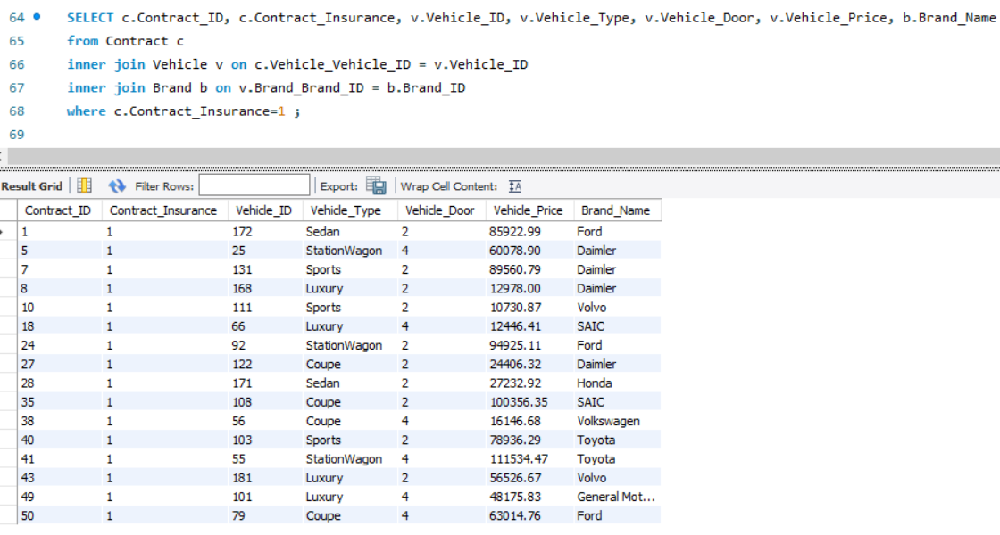 64 SELECT c.Contract_ID, c.Contract_Insurance, v.Vehicle_ID, v.Vehicle_Type, v.Vehicle_Door, v.Vehicle_Price, b.Brand_Name
65 from Contract c
66 inner join Vehicle v on c.Vehicle_Vehicle_ID = v.Vehicle_ID
67 inner join Brand b on v.Brand_Brand_ID = b.Brand_ID
68 where c.Contract_Insurance=1 ;
69
Result Grid Filter Rows: Export: Wrap Cell Content: IA
Contract_ID Contract_Insurance Vehicle_ID Vehicle_Type Vehicle_Door Vehicle_Price Brand_Name
1 1 172 Sedan 2 85922.99 Ford
5 1 25 StationWagon 4 60078.90 Daimler
7 1 131 Sports 2 89560.79 Daimler
8 1 168 Luxury 2 12978.00 Daimler
10 1 111 Sports 2 10730.87 Volvo
18 1 66 Luxury 4 12446.41 SAIC
24 1 92 StationWagon 2 94925.11 Ford
27 1 122 Coupe 2 24406.32 Daimler
28 1 171 Sedan 2 27232.92 Honda
35 1 108 Coupe 2 100356.35 SAIC
38 1 56 Coupe 4 16146.68 Volkswagen
40 1 103 Sports 2 78936.29 Toyota
41 1 55 StationWagon 4 111534.47 Toyota
43 1 181 Luxury 2 56526.67 Volvo
49 1 101 Luxury 4 48175.83 General Mot...
50 1 79 Coupe 4 63014.76 Ford